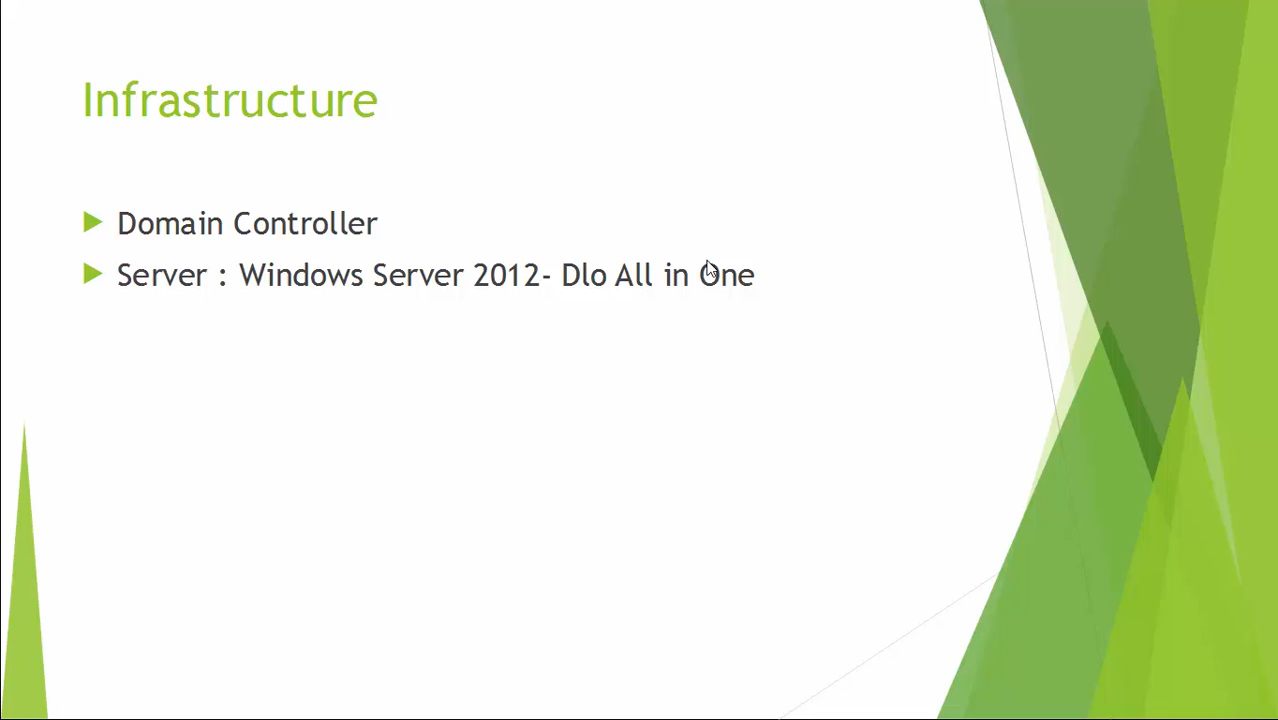 Infrastructure
Domain Controller
Server : Windows Server 2012- Dlo All in One